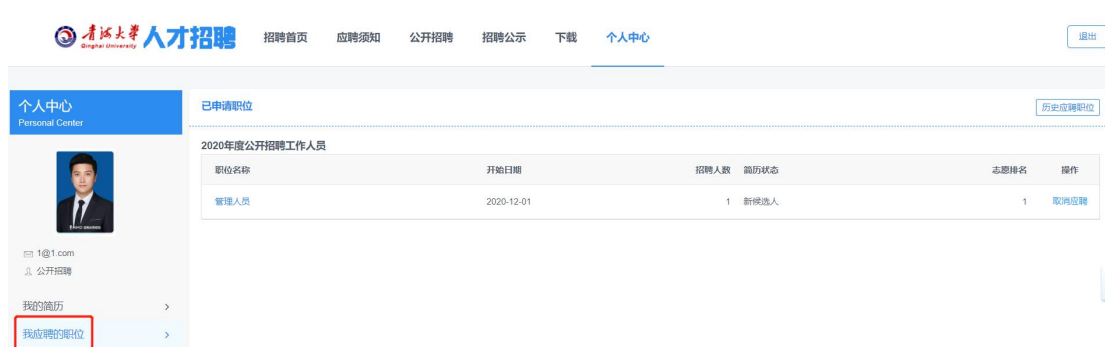 青海大学 人才招聘 招聘首页 应聘须知 公开招聘 招聘公示 下载 个人中心 退出
Qinghai University
个人中心
Personal Center
已申请职位 历史应聘职位
2020年度公开招聘工作人员
职位名称 开始日期 招聘人数 简历状态 志愿排名 操作
管理人员 2020-12-01 1 新候选人 1 取消应聘
1@1.com
公开招聘
我的简历 >
我应聘的职位 >